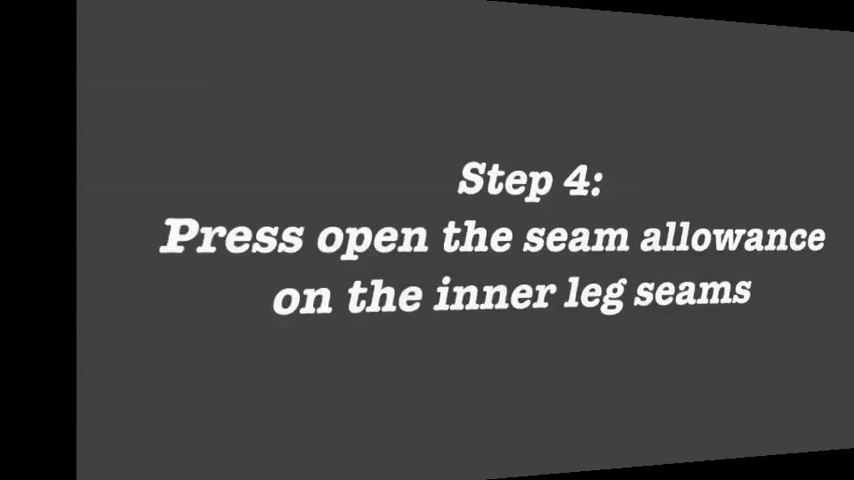 Step 4:
Press open the seam allowance
on the inner leg seams